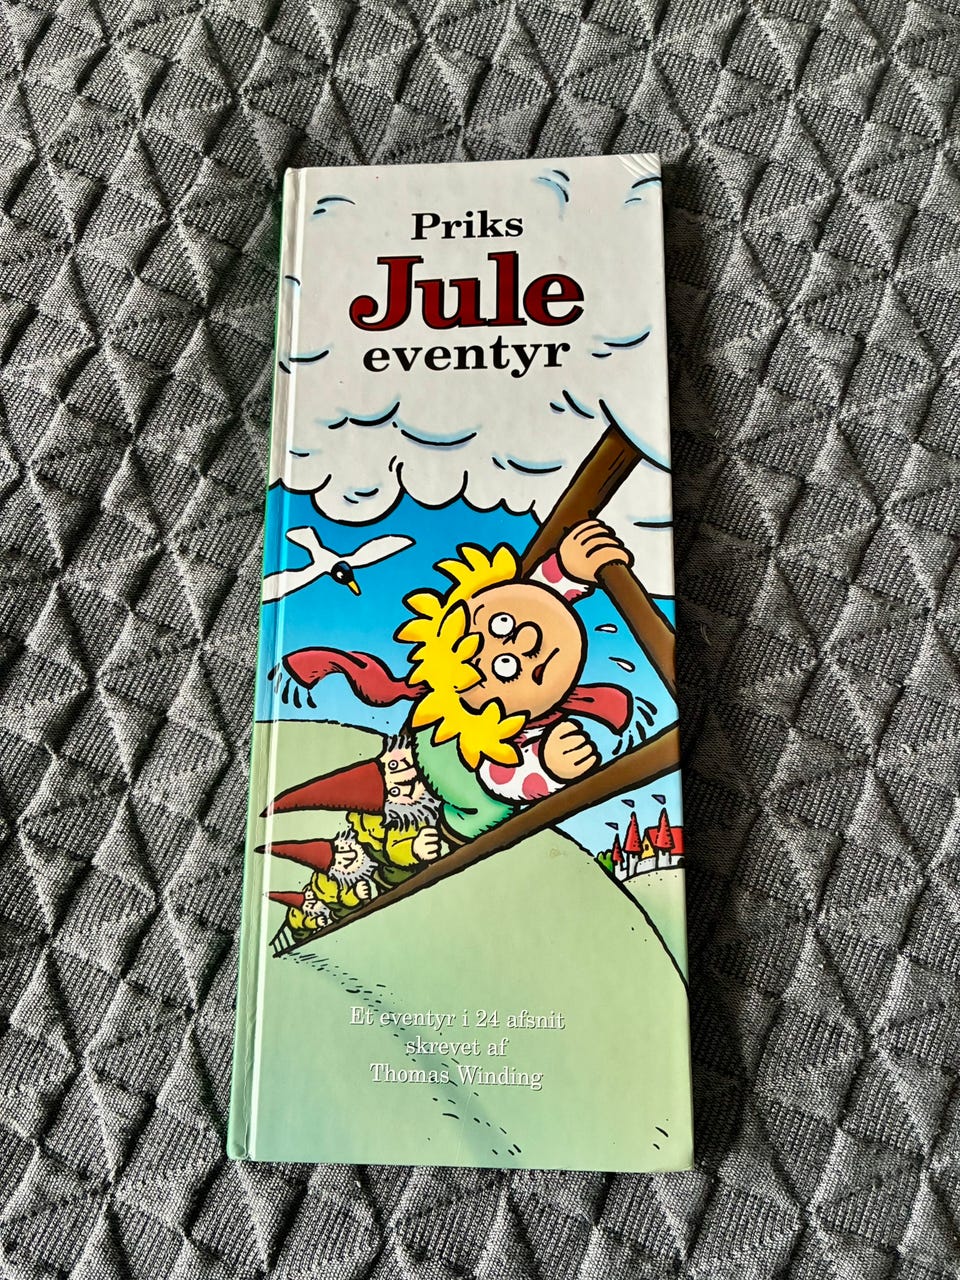 Priks
Jule
eventyr
Et eventyr i 24 afsnit
skrevet af
Thomas Winding